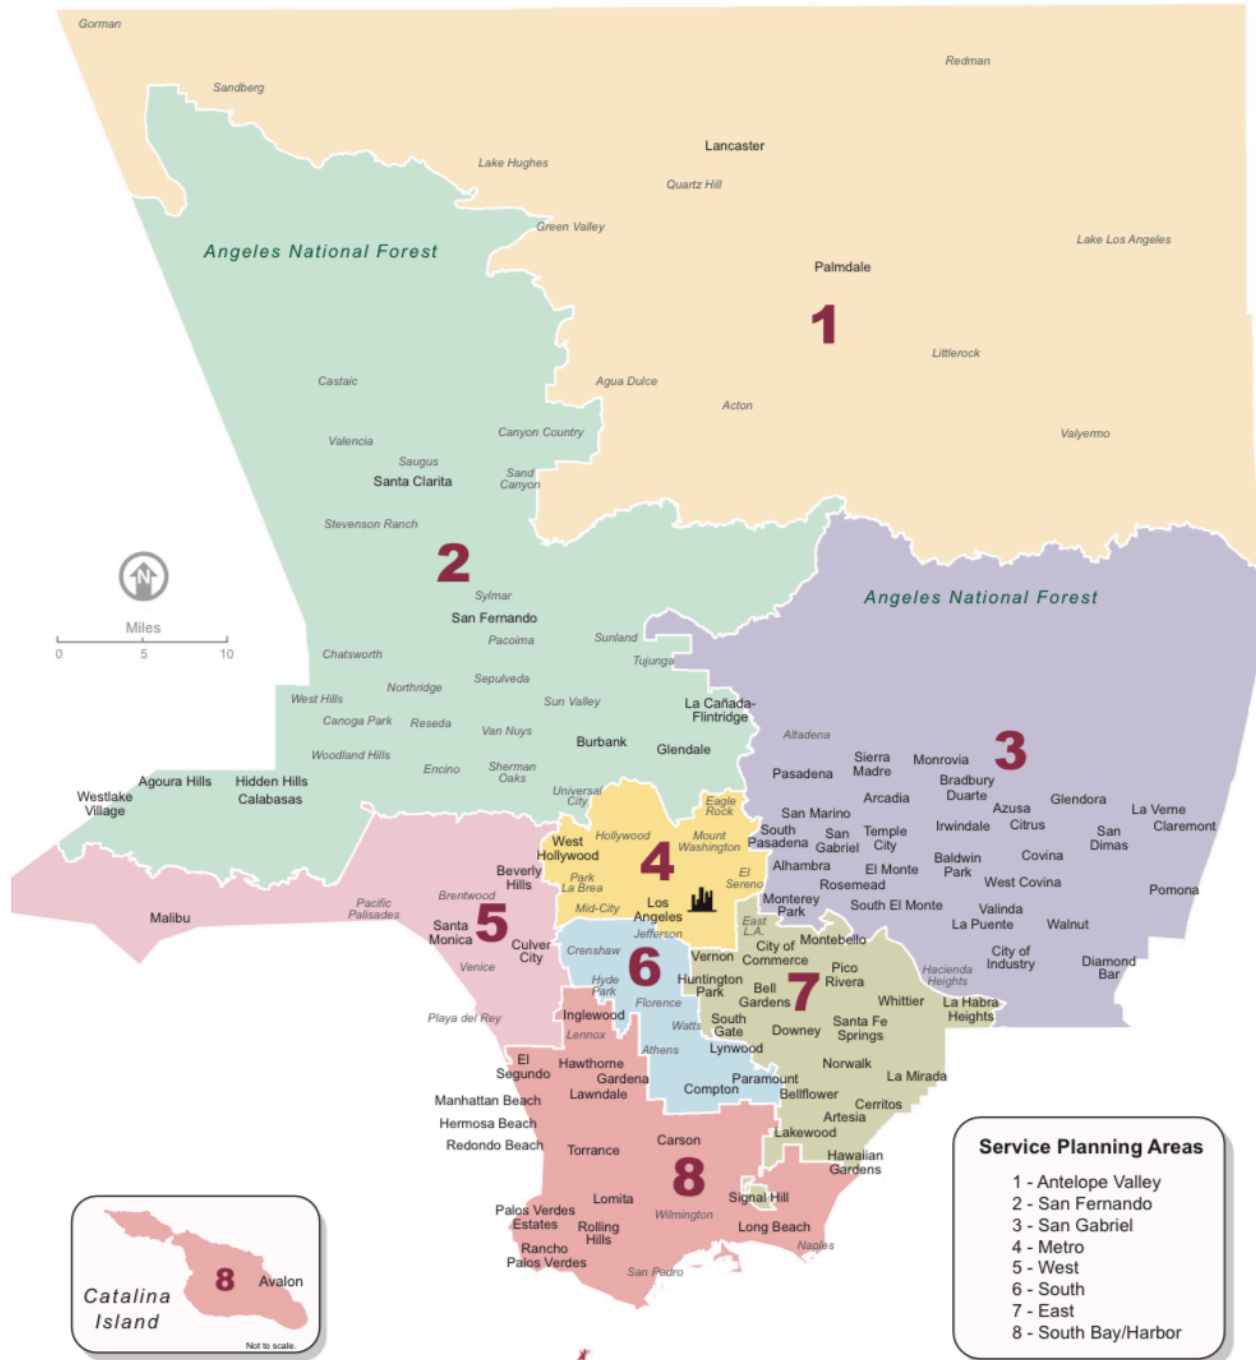 Gorman
Redman
Sandberg
Lancaster
Lake Hughes
Quartz Hill
Green Valley
Lake Los Angeles
Angeles National Forest
Palmdale
1
Littlerock
Castaic
Agua Dulce
Acton
Valencia
Canyon Country
Valyermo
Saugus
Santa Clarita
Sand
Canyon
Stevenson Ranch
2
N
Miles
0 5 10
Sylmar
San Fernando
Angeles National Forest
Pacoima
Sunland
Chatsworth
Tujunga
Sepulveda
Northridge
West Hills
Sun Valley
La Cañada-
Flintridge
Canoga Park
Reseda
Van Nuys
Burbank
Glendale
Woodland Hills
Encino
Sherman
Oaks
Agoura Hills
Hidden Hills
Calabasas
Westlake
Village
Universal
City
Altadena
3
Sierra
Madre
Monrovia
Pasadena
Bradbury
Duarte
Arcadia
Azusa
Glendora
La Verne
Citrus
Claremont
San Marino
Irwindale
San
Dimas
South
Pasadena
San
Gabriel
Temple
City
Alhambra
El Monte
Baldwin
Park
Covina
Rosemead
West Covina
Pomona
Monterey
Park
South El Monte
Valinda
La Puente
Walnut
City of
Industry
Diamond
Bar
Hacienda
Heights
Eagle
Rock
Hollywood
Mount
Washington
West
Hollywood
4
El
Sereno
Park
La Brea
Mid-City
Los
Angeles
Beverly
Hills
Brentwood
Pacific
Palisades
Malibu
5
Santa
Monica
Culver
City
Venice
Playa del Rey
Jefferson
Crenshaw
6
Hyde
Park
Florence
Watts
Athens
Lynwood
Compton
Paramount
East
L.A.
Montebello
Vernon
City of
Commerce
Huntington
Park
Pico
Rivera
Bell
Gardens
7
Whittier
La Habra
Heights
South
Gate
Downey
Santa Fe
Springs
Norwalk
La Mirada
Bellflower
Cerritos
Artesia
Lakewood
Hawaiian
Gardens
Inglewood
Lennox
El
Segundo
Hawthorne
Gardena
Lawndale
Manhattan Beach
Hermosa Beach
Redondo Beach
Torrance
Carson
8
Lomita
Signal Hill
Palos Verdes
Estates
Rolling
Hills
Wilmington
Long Beach
Rancho
Palos Verdes
Naples
San Pedro
8
Avalon
Catalina
Island
Not to scale.
Service Planning Areas
1 - Antelope Valley
2 - San Fernando
3 - San Gabriel
4 - Metro
5 - West
6 - South
7 - East
8 - South Bay/Harbor